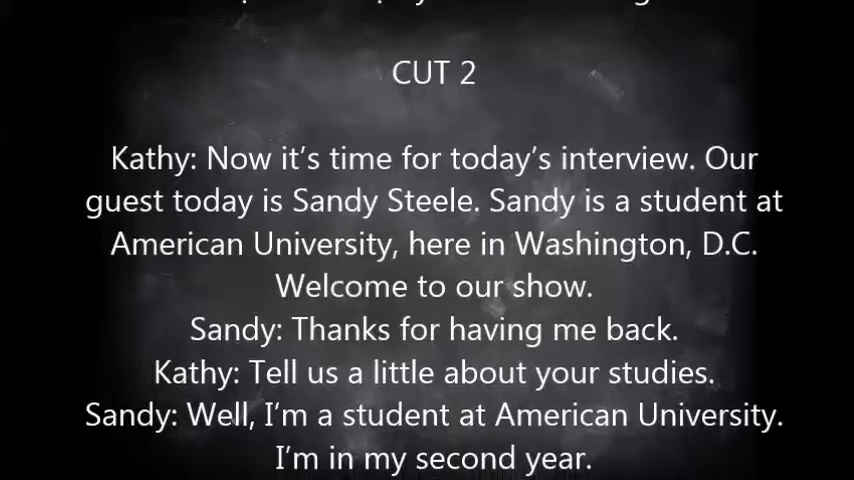 CUT 2
Kathy: Now it's time for today's interview. Our
guest today is Sandy Steele. Sandy is a student at
American University, here in Washington, D.C.
Welcome to our show.
Sandy: Thanks for having me back.
Kathy: Tell us a little about your studies.
Sandy: Well, I'm a student at American University.
I'm in my second year.